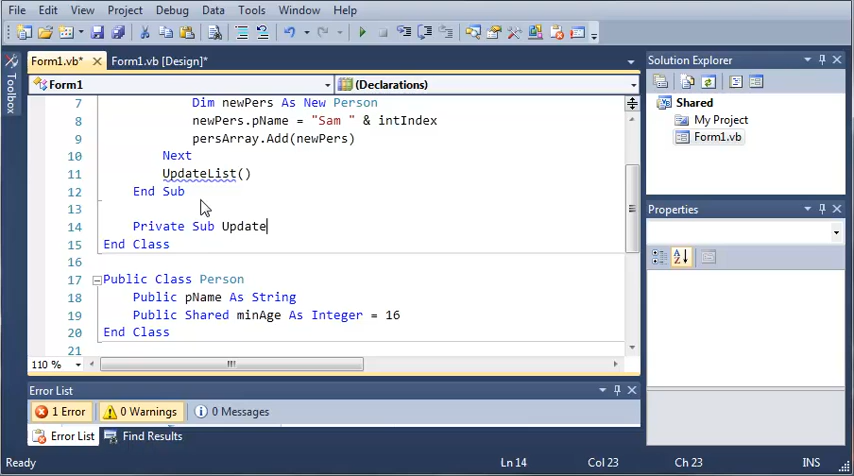 File Edit View Project Debug Data Tools Window Help
Form1.vb* Form1.vb [Design]*
Form1 (Declarations)
Toolbox
7 Dim newPers As New Person
8 newPers.pName = "Sam " & intIndex
9 persArray.Add(newPers)
10 Next
11 UpdateList()
12 End Sub
13
14 Private Sub Update
15 End Class
16
17 Public Class Person
18 Public pName As String
19 Public Shared minAge As Integer = 16
20 End Class
21
110 %
Error List
1 Error 0 Warnings 0 Messages
Error List Find Results
Solution Explorer
Shared
My Project
Form1.vb
Properties
Ready Ln 14 Col 23 Ch 23 INS